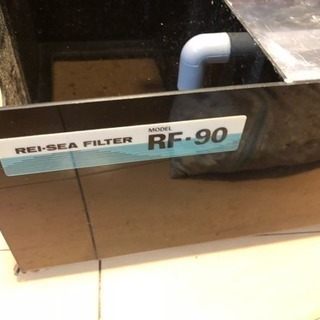 REI-SEA FILTER MODEL RF-90